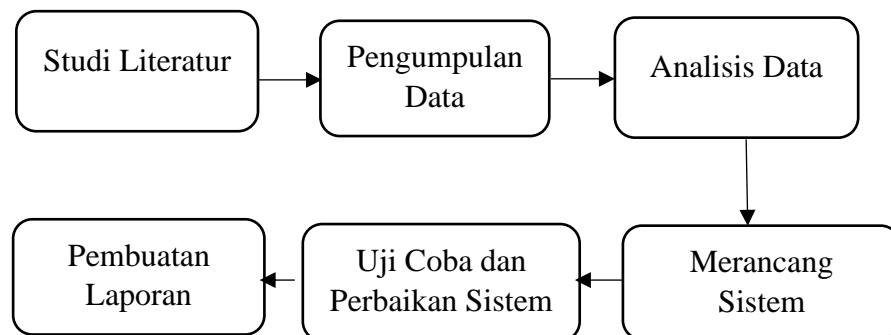 Studi Literatur
Pengumpulan
Data
Analisis Data
Merancang
Sistem
Uji Coba dan
Perbaikan Sistem
Pembuatan
Laporan